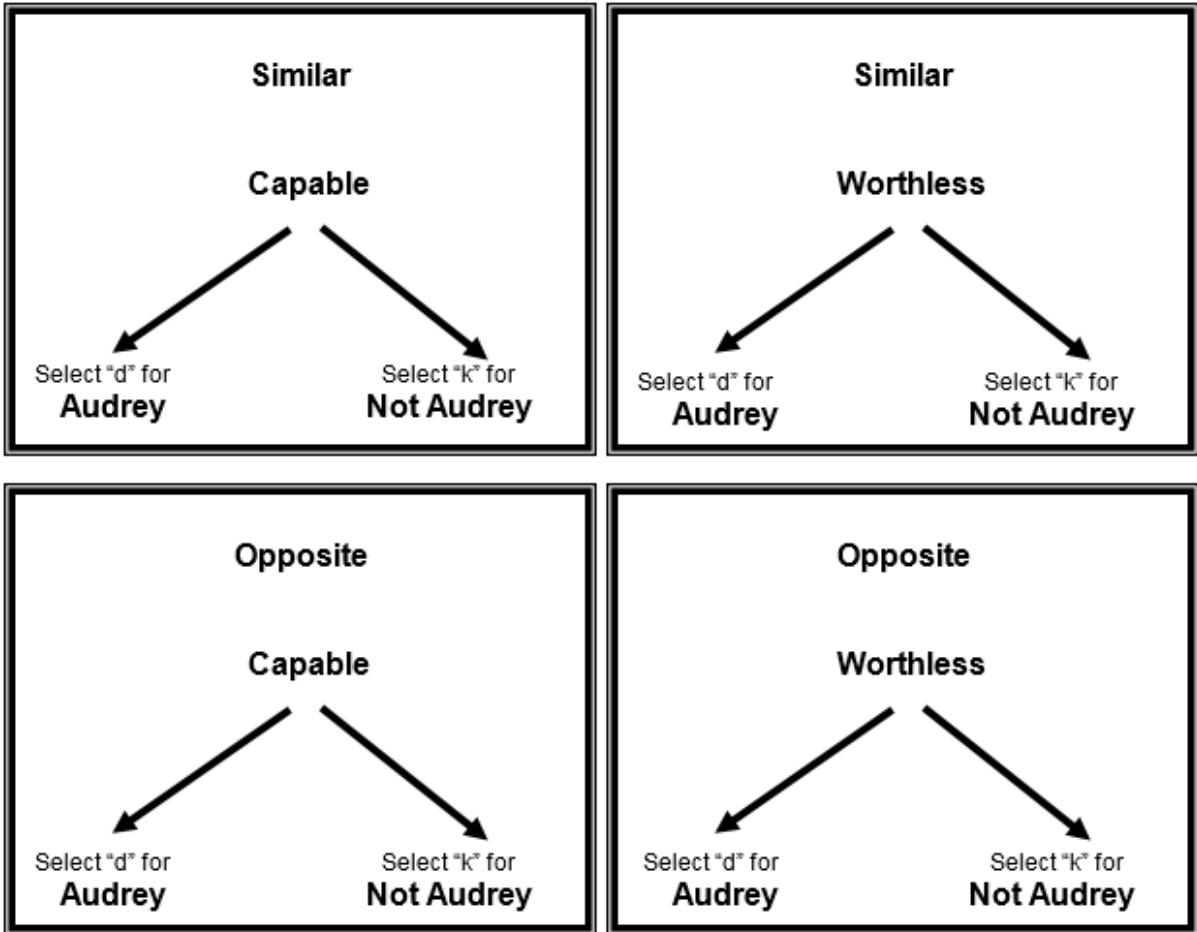 Similar
Capable
Select “d” for
Audrey
Select “k” for
Not Audrey
Similar
Worthless
Select “d” for
Audrey
Select “k” for
Not Audrey
Opposite
Capable
Select “d” for
Audrey
Select “k” for
Not Audrey
Opposite
Worthless
Select “d” for
Audrey
Select “k” for
Not Audrey